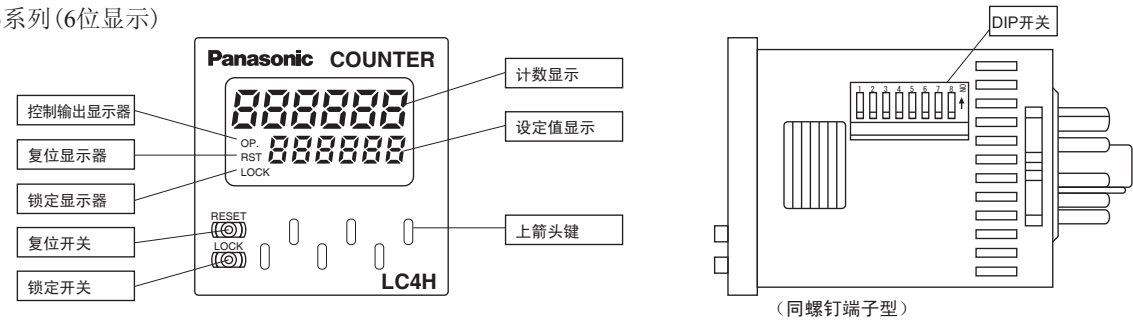 系列(6位显示)
DIP开关
Panasonic COUNTER
888888
计数显示
控制输出显示器
OP.
888888
设定值显示
复位显示器
RST
锁定显示器
LOCK
复位开关
RESET
上箭头键
锁定开关
LOCK
LC4H
1 2 3 4 5 6 7 8 ON
(同螺钉端子型)